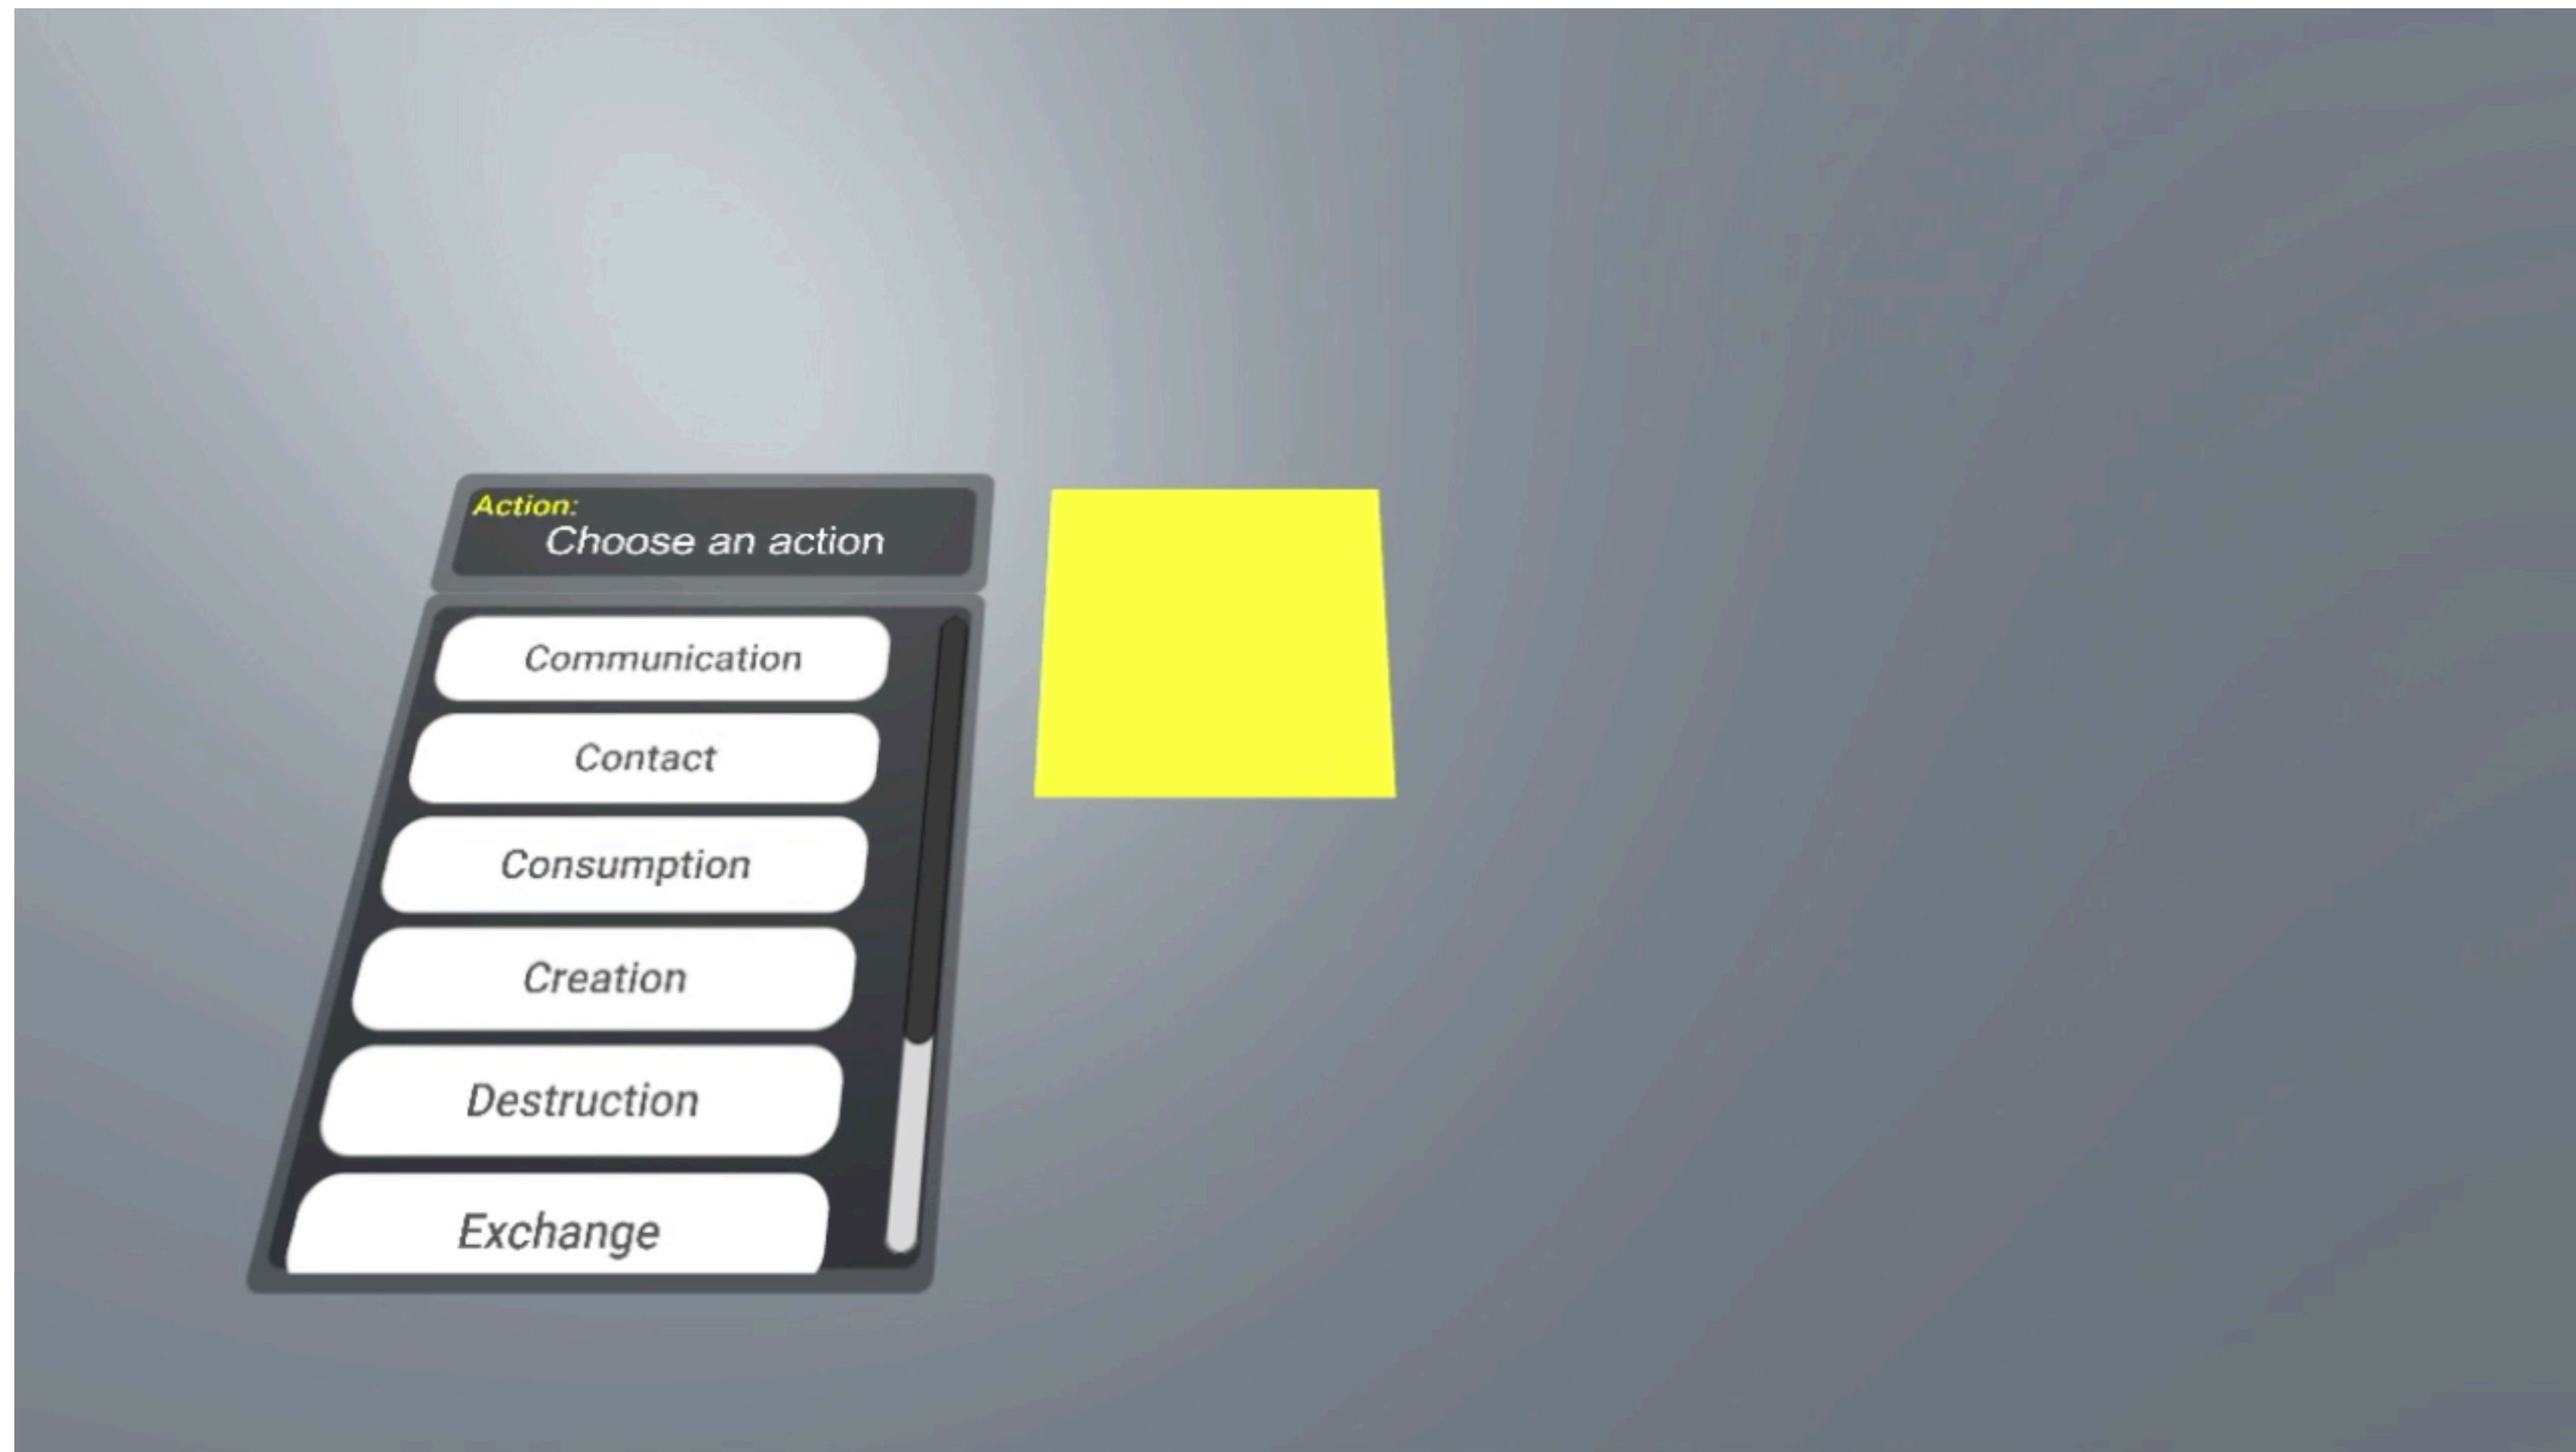 Action:
Choose an action
Communication
Contact
Consumption
Creation
Destruction
Exchange